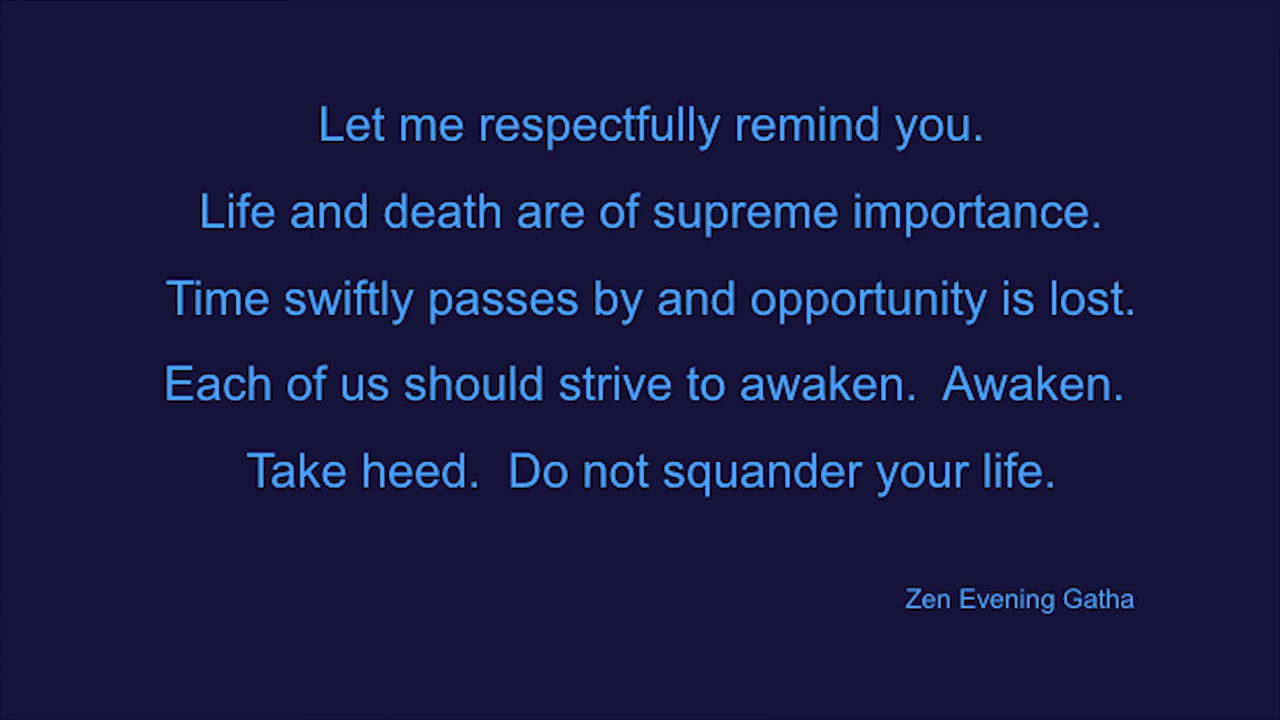 Let me respectfully remind you.
Life and death are of supreme importance.
Time swiftly passes by and opportunity is lost.
Each of us should strive to awaken.  Awaken.
Take heed.  Do not squander your life.
Zen Evening Gatha